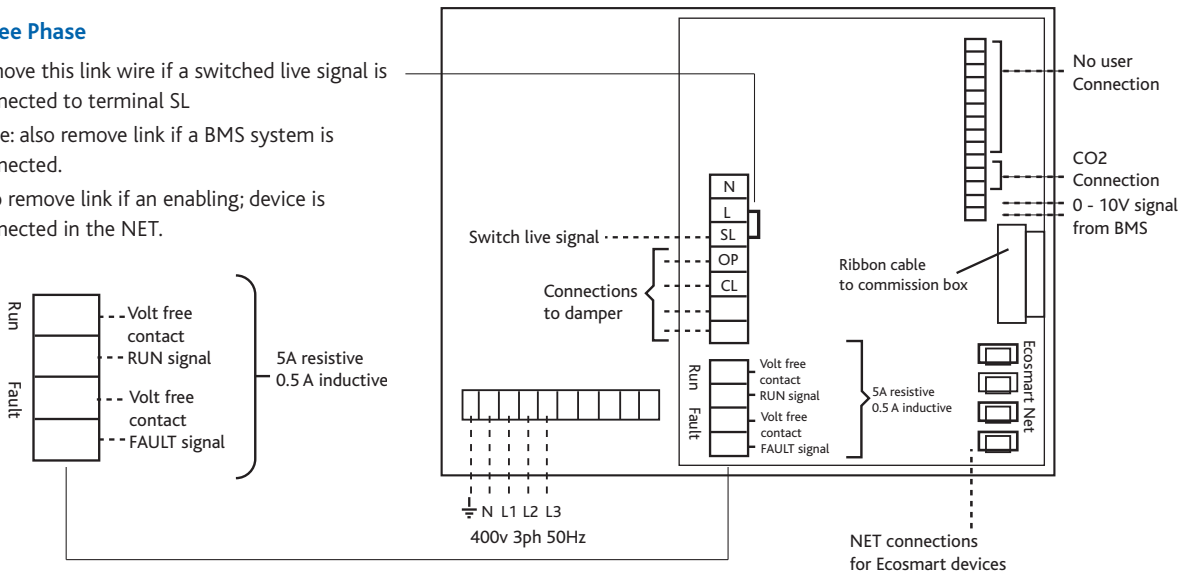 ee Phase
nove this link wire if a switched live signal is
nnected to terminal SL
e: also remove link if a BMS system is
nnected.
o remove link if an enabling; device is
nnected in the NET.
Run
Fault
Volt free
contact
RUN signal
Volt free
contact
FAULT signal
5A resistive
0.5 A inductive
Switch live signal
Connections
to damper
N
L
SL
OP
CL
Run
Fault
Volt free
contact
RUN signal
Volt free
contact
FAULT signal
5A resistive
0.5 A inductive
N L1 L2 L3
400v 3ph 50Hz
No user
Connection
CO2
Connection
0 - 10V signal
from BMS
Ribbon cable
to commission box
Ecosmart Net
NET connections
for Ecosmart devices